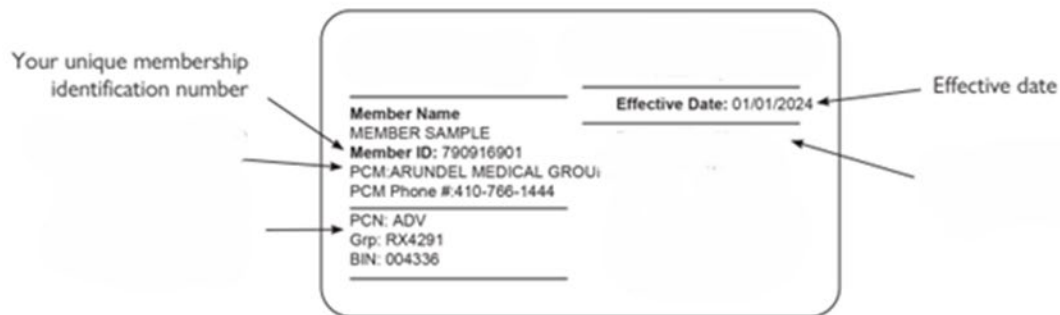 Your unique membership
identification number
Effective date
Effective Date: 01/01/2024
Member Name
MEMBER SAMPLE
Member ID: 790916901
PCM:ARUNDEL MEDICAL
PCM Phone #:410-766-1444
PCN: ADV
Grp: RX4291
BIN: 004336